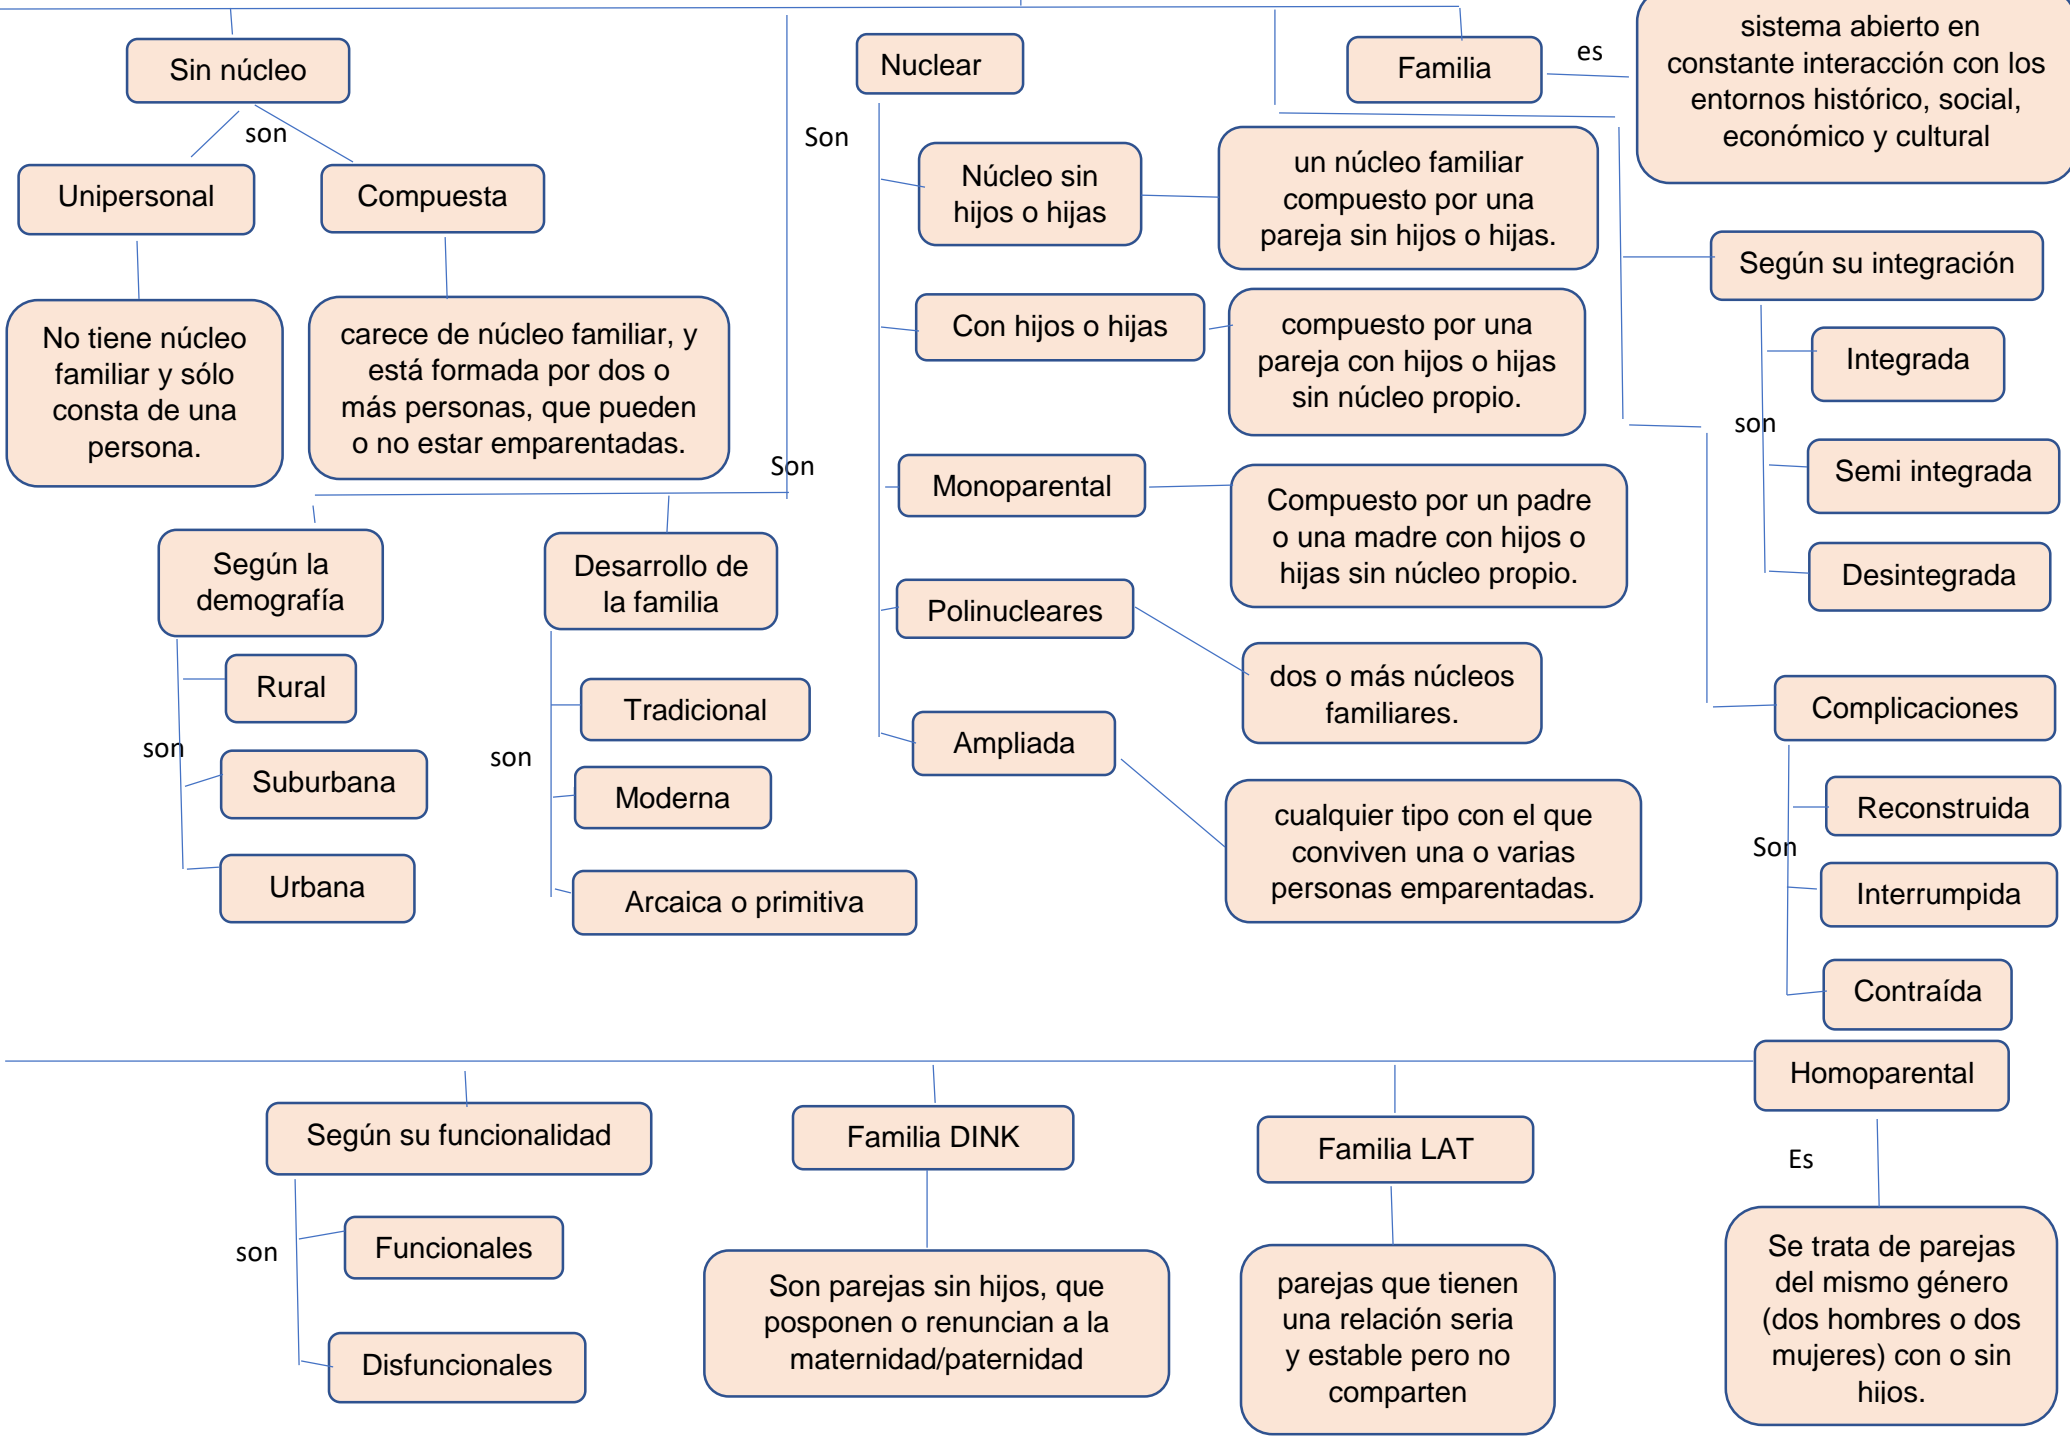 sistema abierto en
constante interacción con los
entornos histórico, social,
económico y cultural
Sin núcleo
Nuclear
Familia
es
son
Son
Unipersonal
Compuesta
Núcleo sin
hijos o hijas
un núcleo familiar
compuesto por una
pareja sin hijos o hijas.
Según su integración
No tiene núcleo
familiar y sólo
consta de una
persona.
carece de núcleo familiar, y
está formada por dos o
más personas, que pueden
o no estar emparentadas.
Con hijos o hijas
compuesto por una
pareja con hijos o hijas
sin núcleo propio.
Integrada
son
Semi integrada
Desintegrada
Son
Monoparental
Compuesto por un padre
o una madre con hijos o
hijas sin núcleo propio.
Según la
demografía
Desarrollo de
la familia
Polinucleares
dos o más núcleos
familiares.
Rural
son
Suburbana
Urbana
Tradicional
son
Moderna
Arcaica o primitiva
Ampliada
cualquier tipo con el que
conviven una o varias
personas emparentadas.
Complicaciones
Reconstruida
Son
Interrumpida
Contraída
Homoparental
Según su funcionalidad
Familia DINK
Familia LAT
Es
son
Funcionales
Disfuncionales
Son parejas sin hijos, que
posponen o renuncian a la
maternidad/paternidad
parejas que tienen
una relación seria
y estable pero no
comparten
Se trata de parejas
del mismo género
(dos hombres o dos
mujeres) con o sin
hijos.